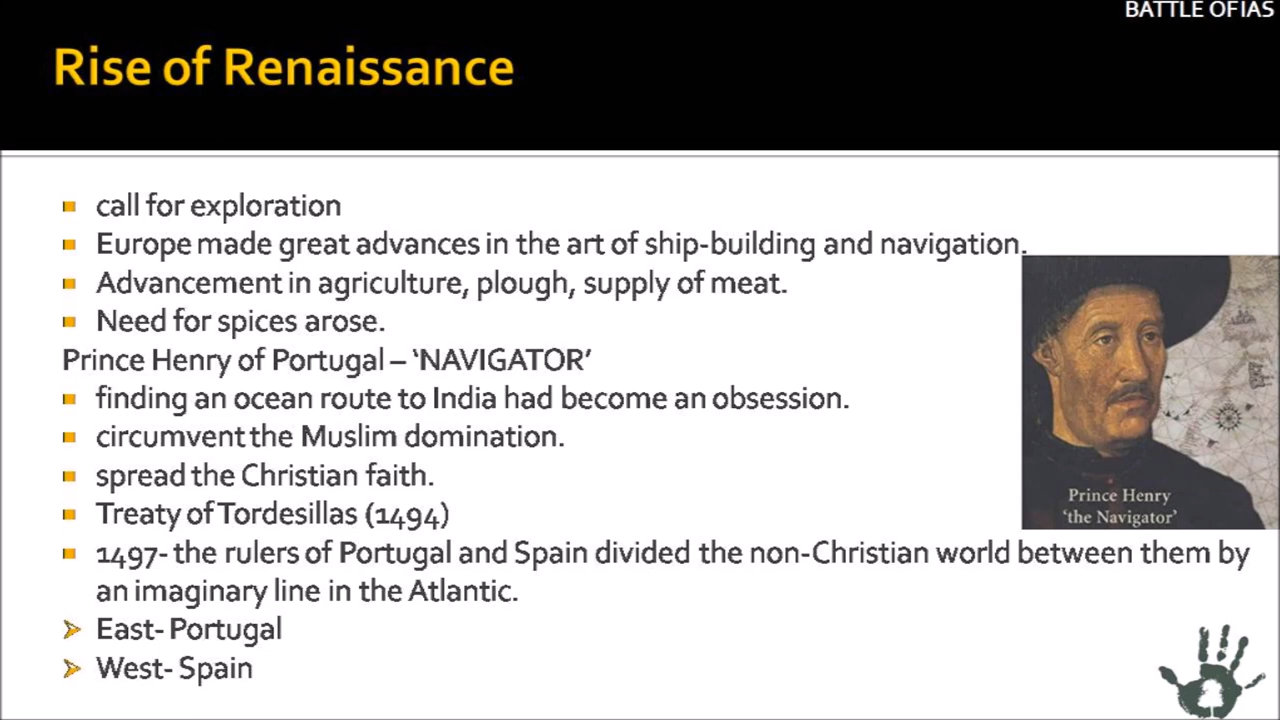 BATTLE OF IAS
Rise of Renaissance
call for exploration
Europe made great advances in the art of ship-building and navigation.
Advancement in agriculture, plough, supply of meat.
Need for spices arose.
Prince Henry of Portugal – ‘NAVIGATOR’
finding an ocean route to India had become an obsession.
circumvent the Muslim domination.
spread the Christian faith.
Treaty of Tordesillas (1494)
1497- the rulers of Portugal and Spain divided the non-Christian world between them by
an imaginary line in the Atlantic.
East- Portugal
West- Spain
Prince Henry
‘the Navigator’